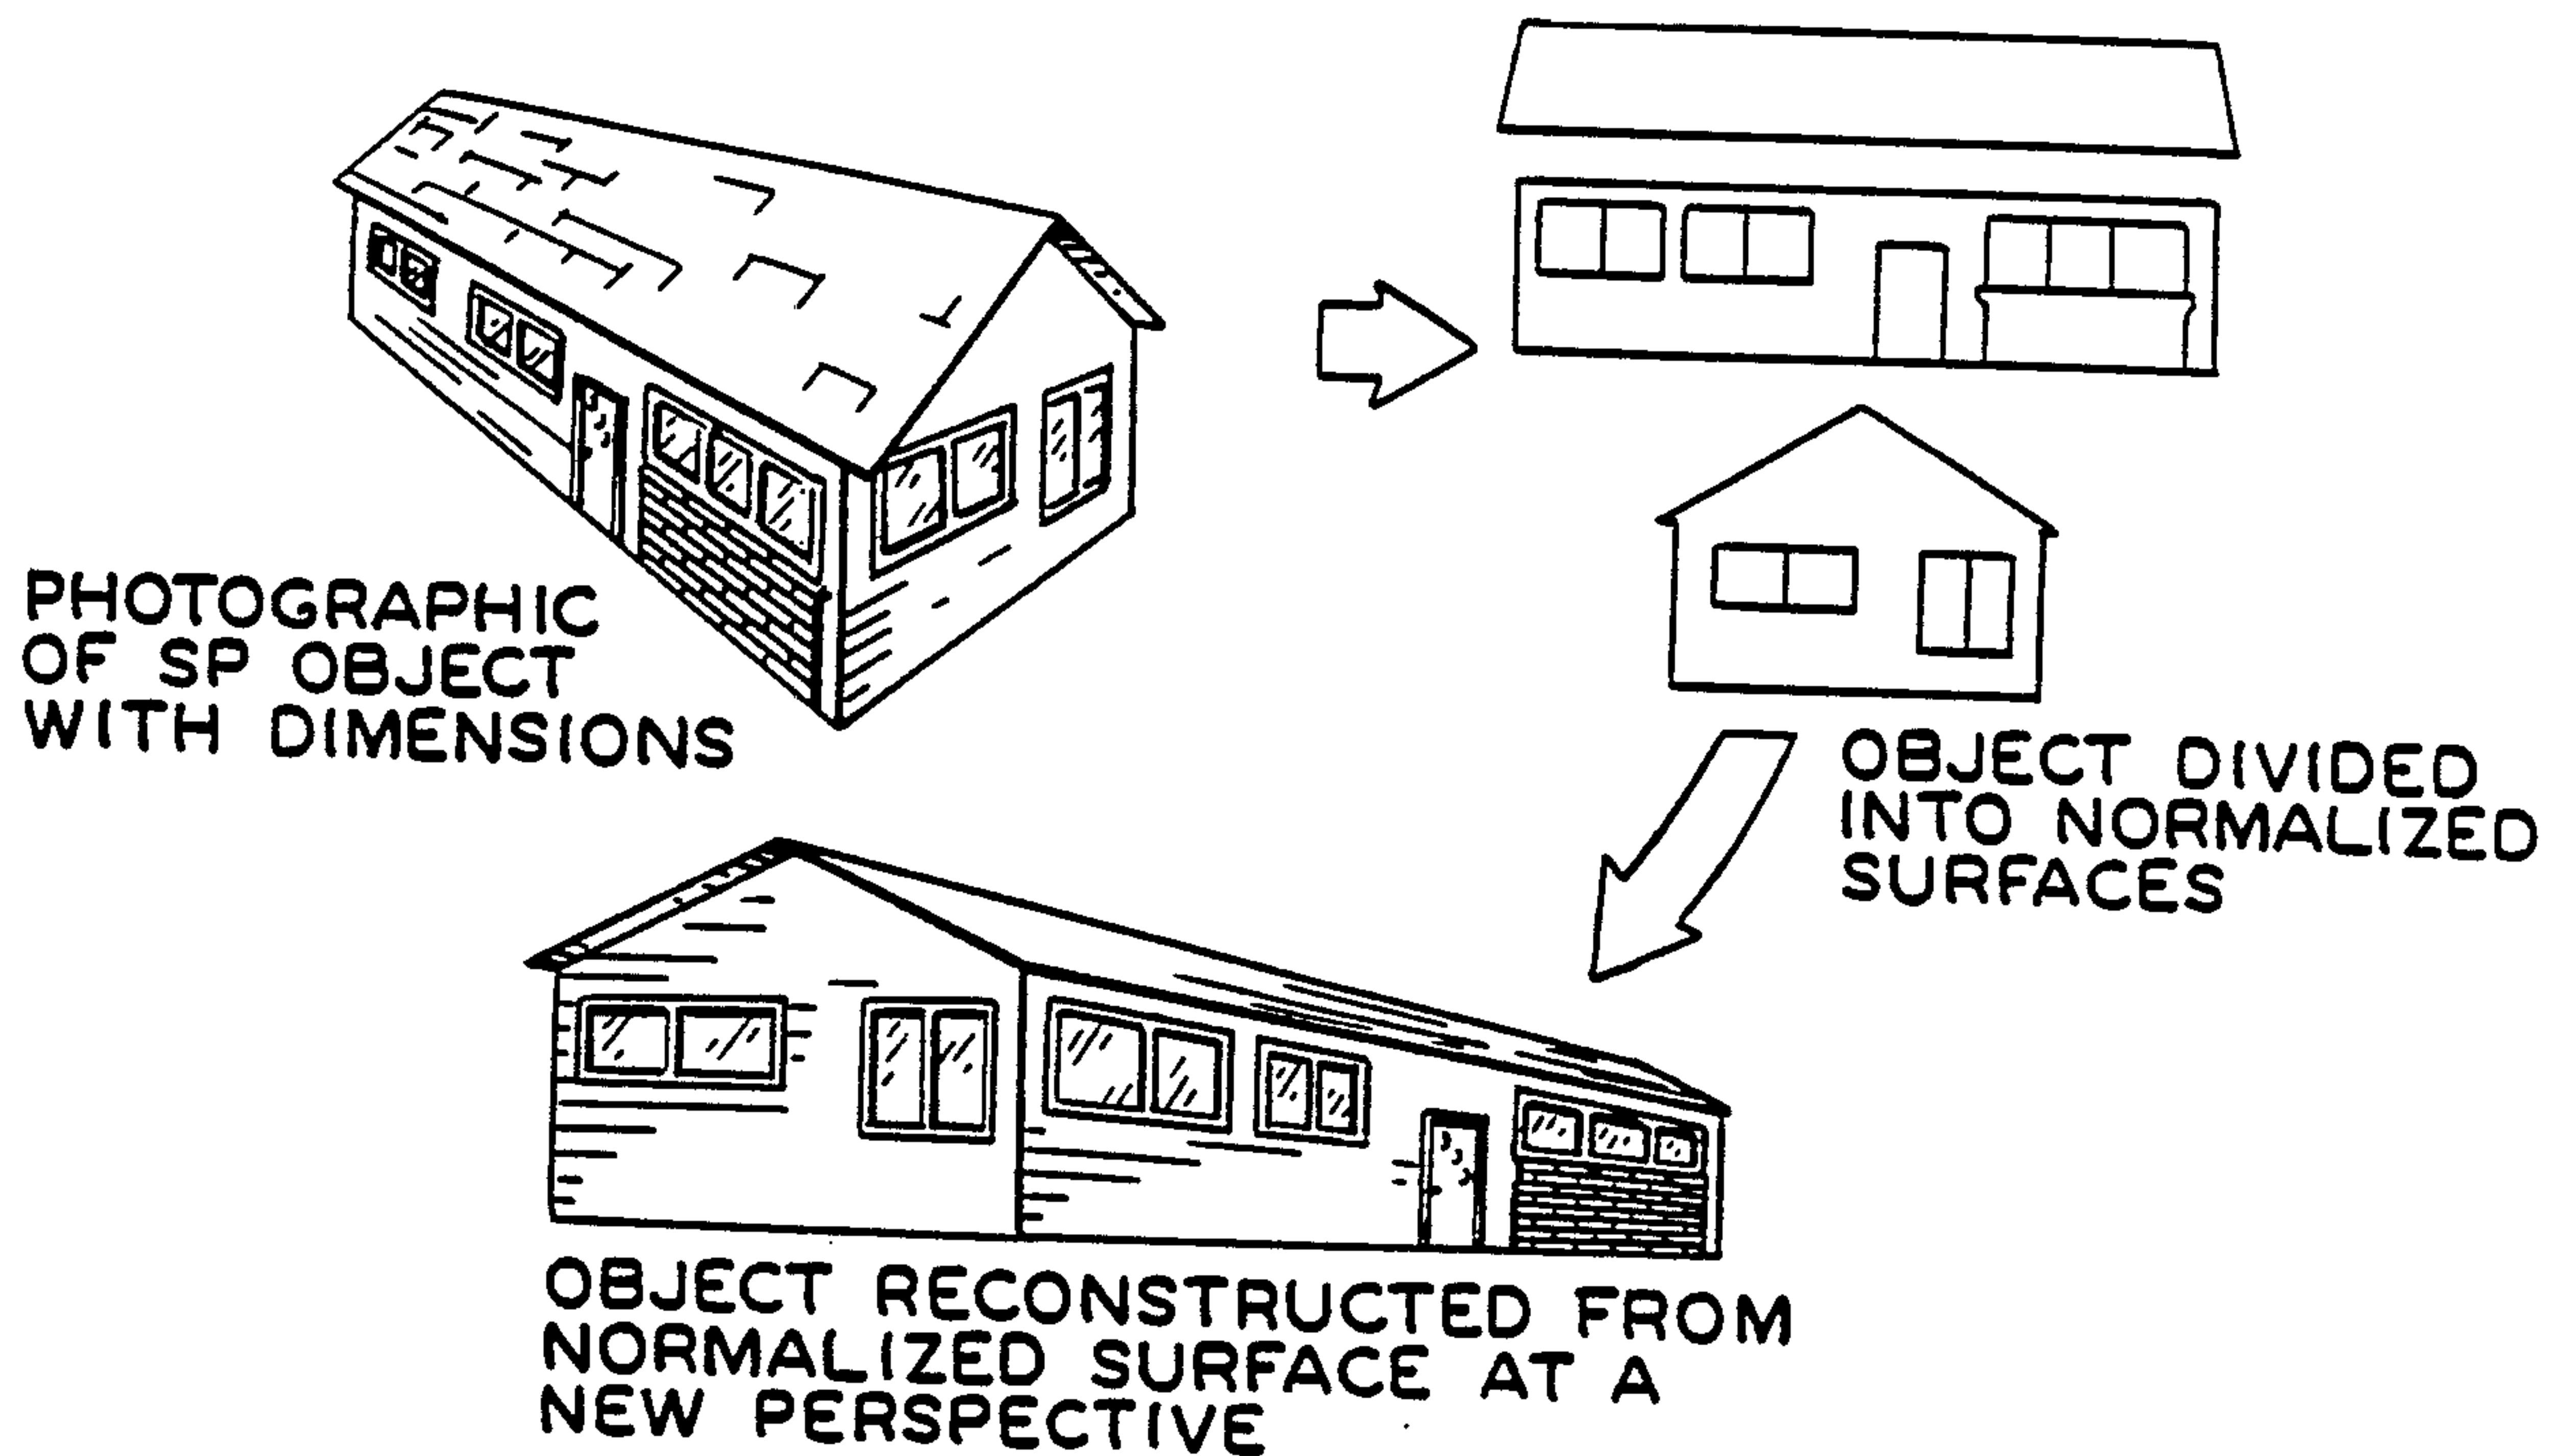 PHOTOGRAPHIC
OF SP OBJECT
WITH DIMENSIONS
OBJECT DIVIDED
INTO NORMALIZED
SURFACES
OBJECT RECONSTRUCTED FROM
NORMALIZED SURFACE AT A
NEW PERSPECTIVE